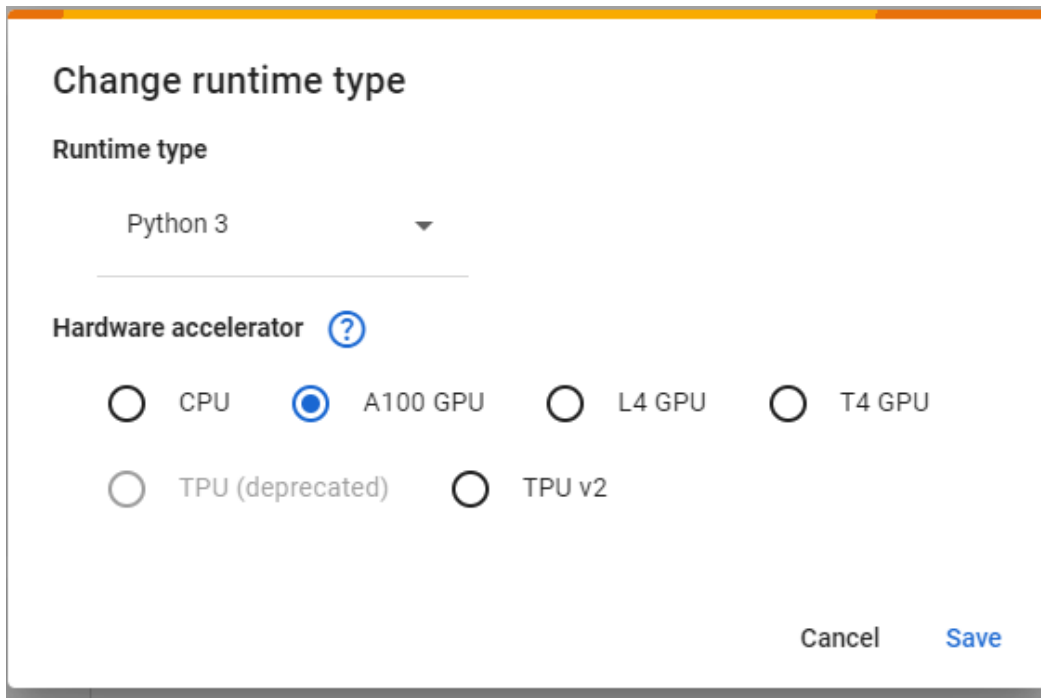 Change runtime type
Runtime type
Python 3
Hardware accelerator ?
CPU A100 GPU L4 GPU T4 GPU
TPU (deprecated) TPU v2
Cancel Save